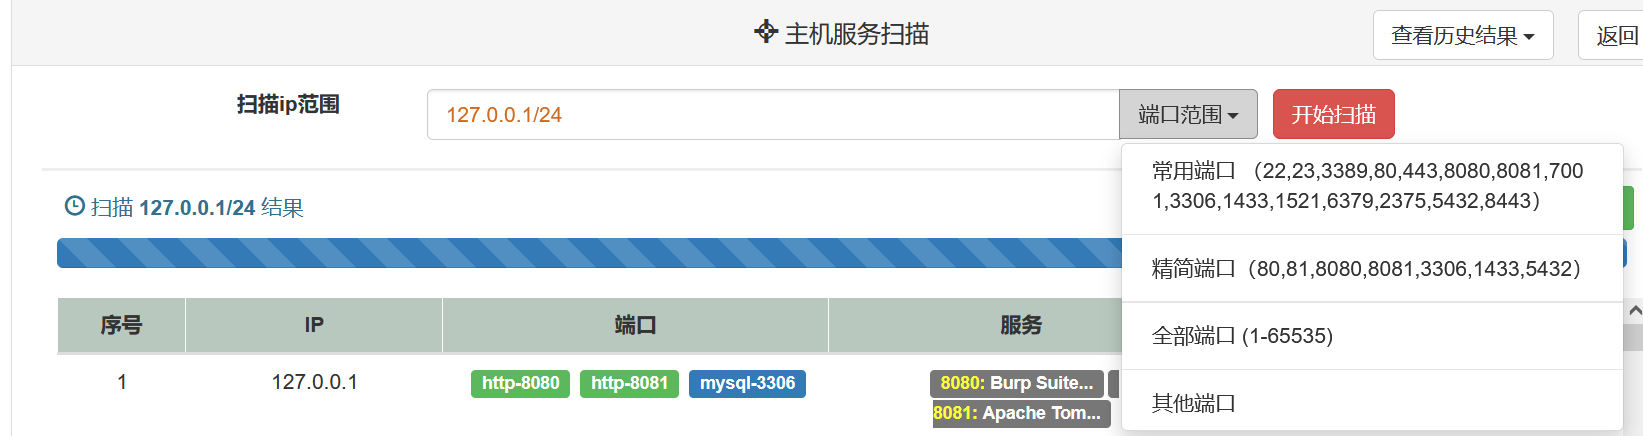 主机服务扫描
查看历史结果
返回
扫描ip范围
127.0.0.1/24
端口范围
开始扫描
常用端口 （22,23,3389,80,443,8080,8081,700
1,3306,1433,1521,6379,2375,5432,8443）
精简端口（80,81,8080,8081,3306,1433,5432）
全部端口 (1-65535)
其他端口
扫描 127.0.0.1/24 结果
序号 IP 端口 服务
1 127.0.0.1 http-8080 http-8081 mysql-3306 8080: Burp Suite...
8081: Apache Tom...